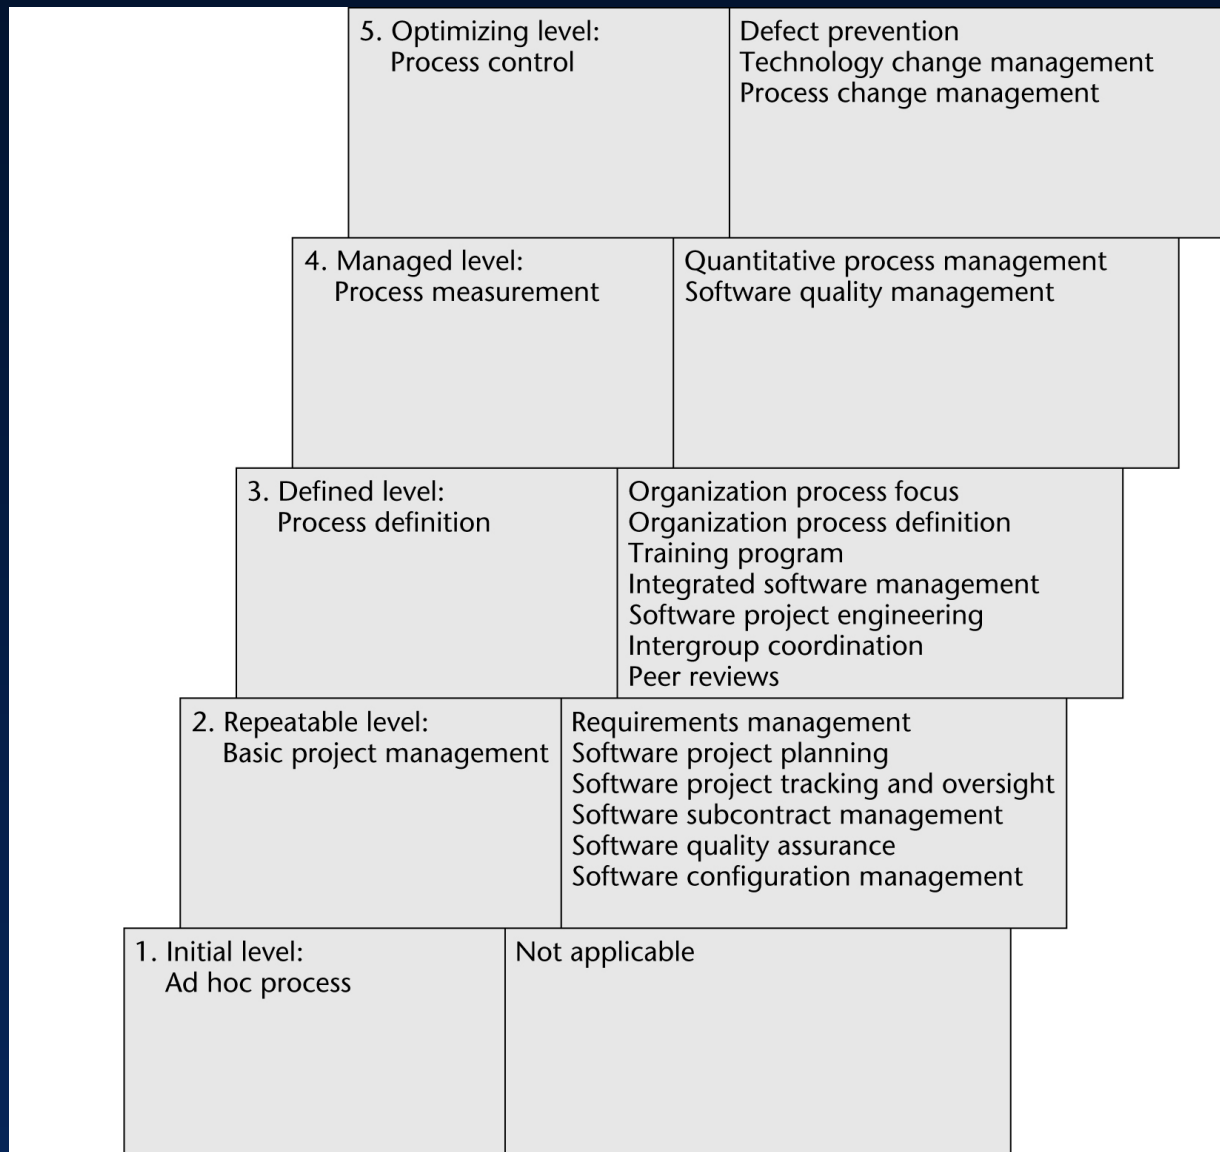 5. Optimizing level:
Process control
Defect prevention
Technology change management
Process change management
4. Managed level:
Process measurement
Quantitative process management
Software quality management
3. Defined level:
Process definition
Organization process focus
Organization process definition
Training program
Integrated software management
Software project engineering
Intergroup coordination
Peer reviews
2. Repeatable level:
Basic project management
Requirements management
Software project planning
Software project tracking and oversight
Software subcontract management
Software quality assurance
Software configuration management
1. Initial level:
Ad hoc process
Not applicable